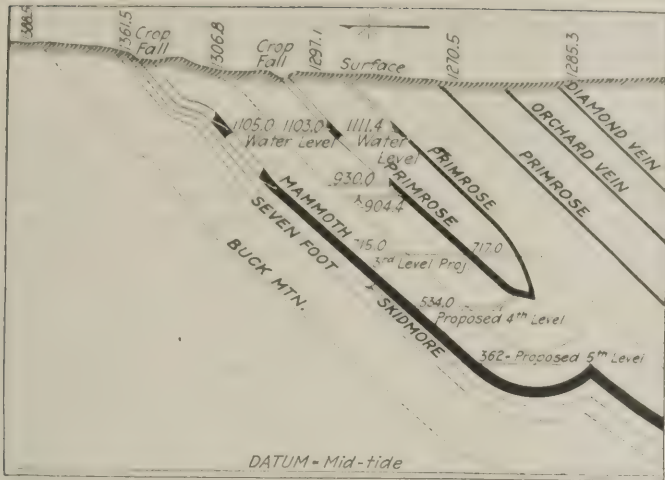 1388.5
1361.5
1306.8
1297.1
1270.5
1285.3
Crop
Fall
Crop
Fall
Surface
DIAMOND VEIN
ORCHARD VEIN
PRIMROSE
PRIMROSE
PRIMROSE
1105.0
1103.0
Water Level
1111.4
Water
Level
930.0
904.4
MAMMOTH
SEVEN FOOT
SKIDMORE
BUCK MTN.
715.0
3rd Level Proj
717.0
534.0
Proposed 4th Level
362 - Proposed 5th Level
DATUM = Mid-tide